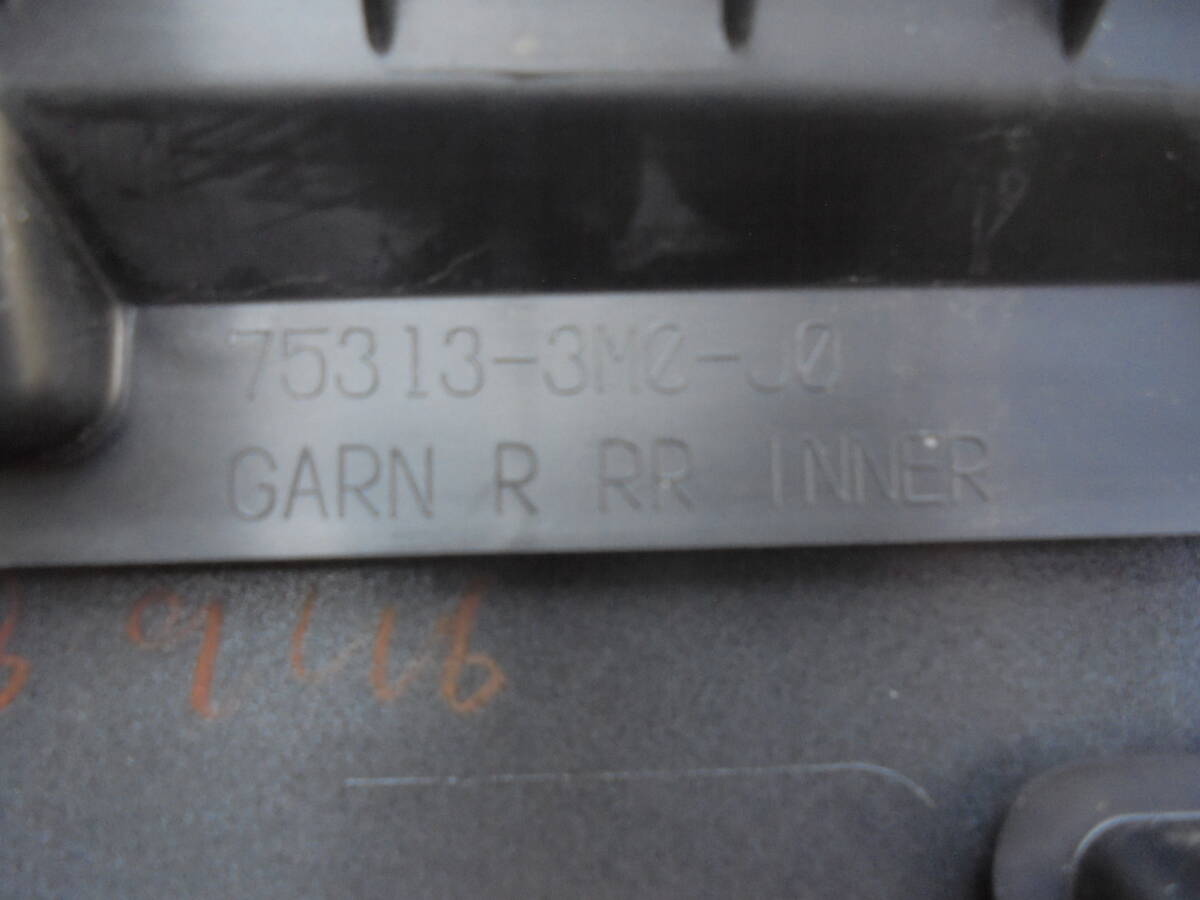 75313-3M0-J0
GARN R RR INNER